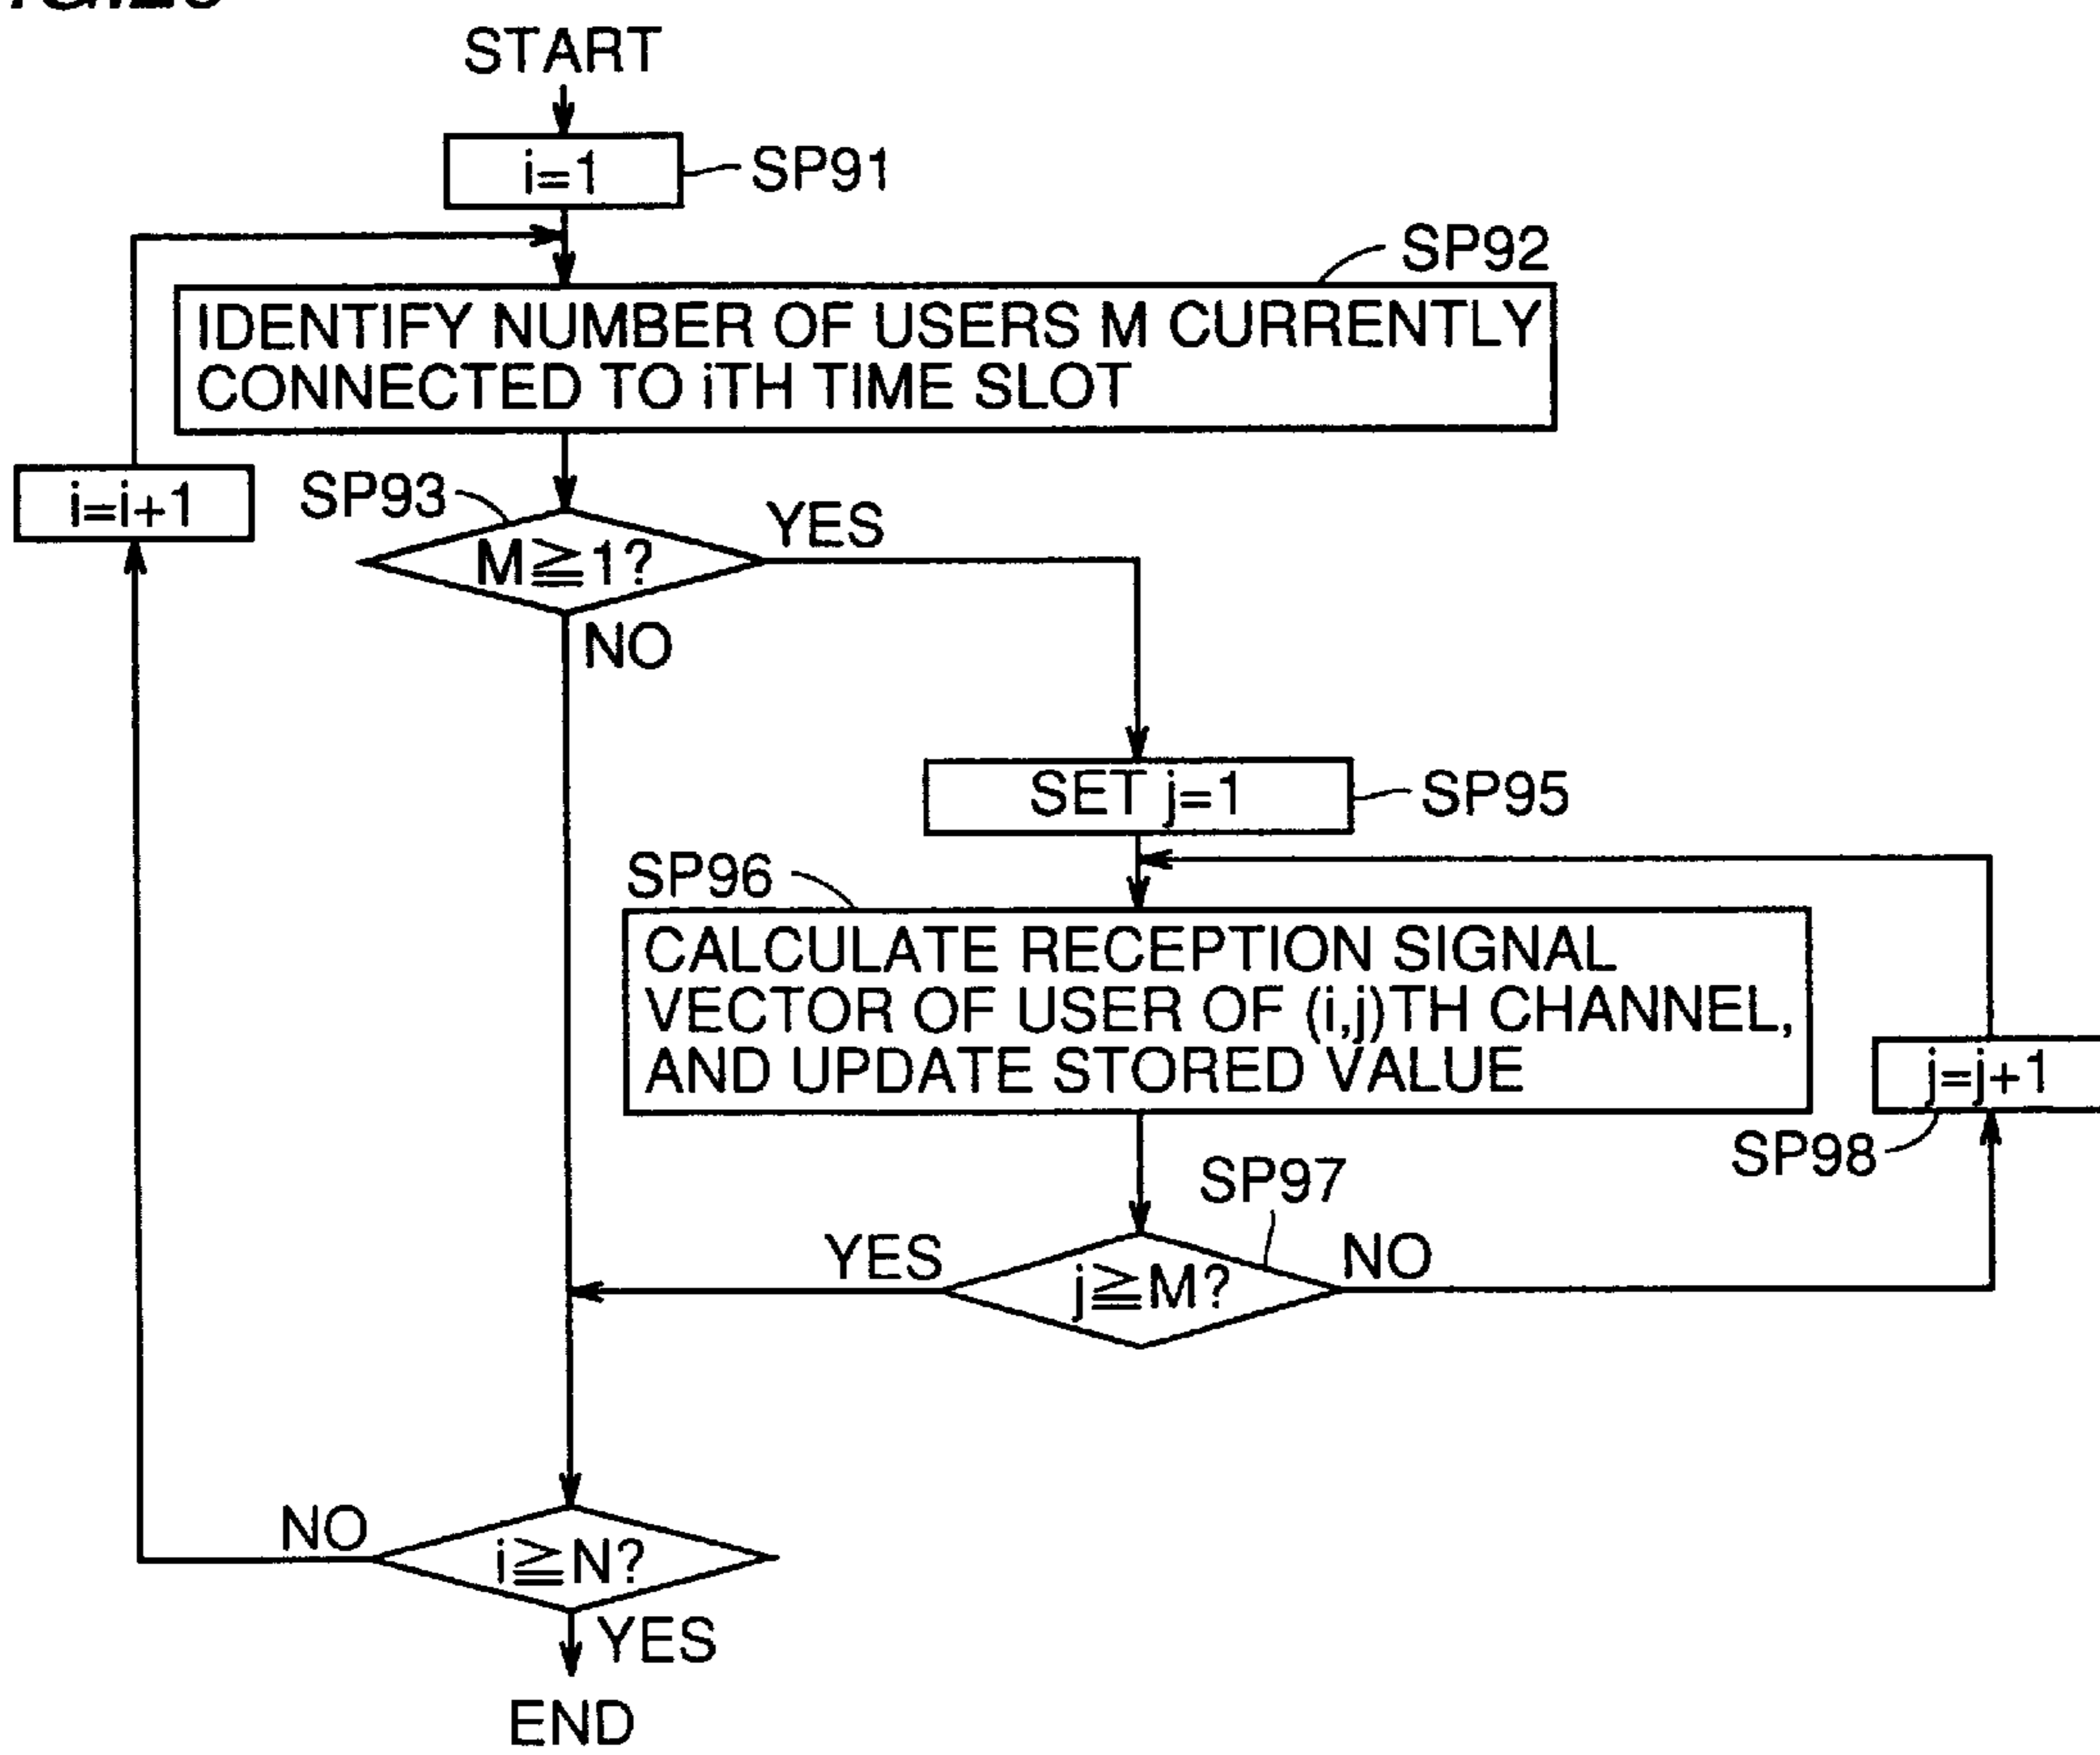 START
i=1
SP91
SP92
IDENTIFY NUMBER OF USERS M CURRENTLY
CONNECTED TO iTH TIME SLOT
i=i+1
SP93
M≧1?
YES
NO
SET j=1
SP95
SP96
CALCULATE RECEPTION SIGNAL
VECTOR OF USER OF (i,j)TH CHANNEL,
AND UPDATE STORED VALUE
j=j+1
SP98
SP97
YES
j≧M?
NO
NO
i≧N?
YES
END